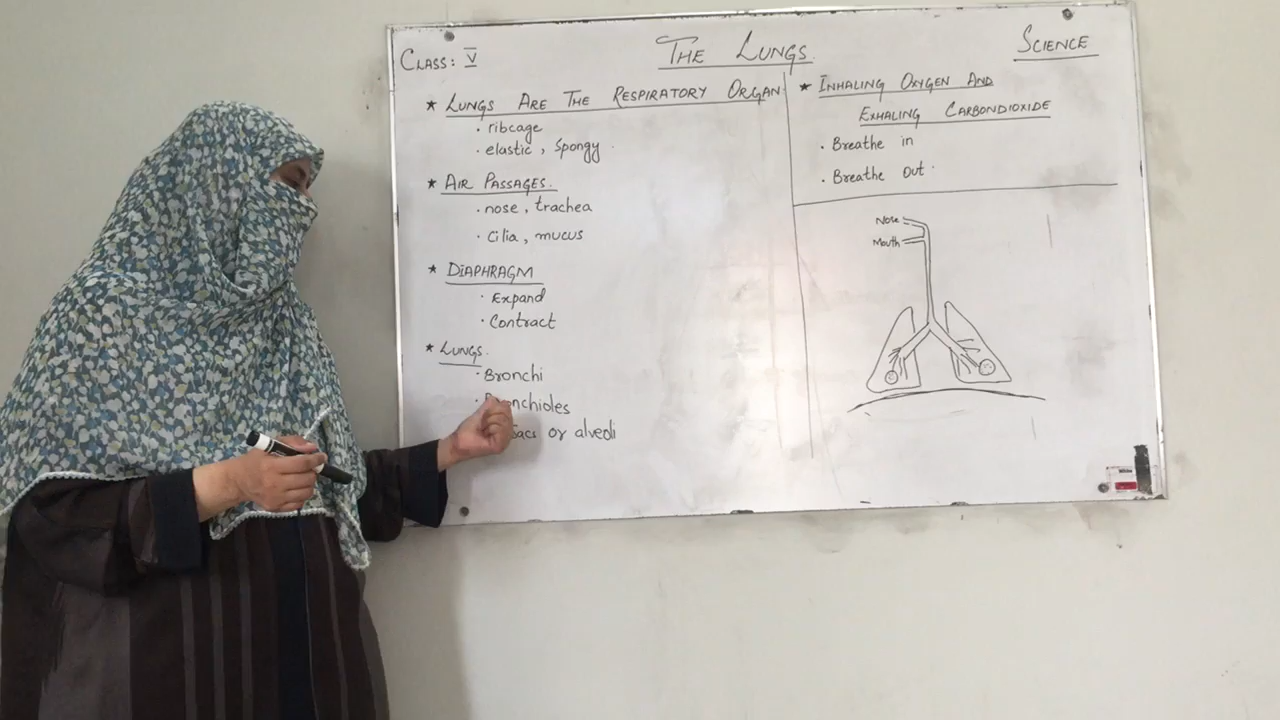 CLASS: V
THE LUNGS.
SCIENCE
* LUNGS ARE THE RESPIRATORY ORGAN.
· ribcage
· elastic, Spongy.
* AIR PASSAGES.
· nose, trachea
· cilia, mucus
* DIAPHRAGM
· Expand
· Contract
* LUNGS.
· Bronchi
· Bronchioles
Sacs or alveoli
* INHALING OXYGEN AND
EXHALING CARBONDIOXIDE
· Breathe in
· Breathe Out.
Nose
Mouth